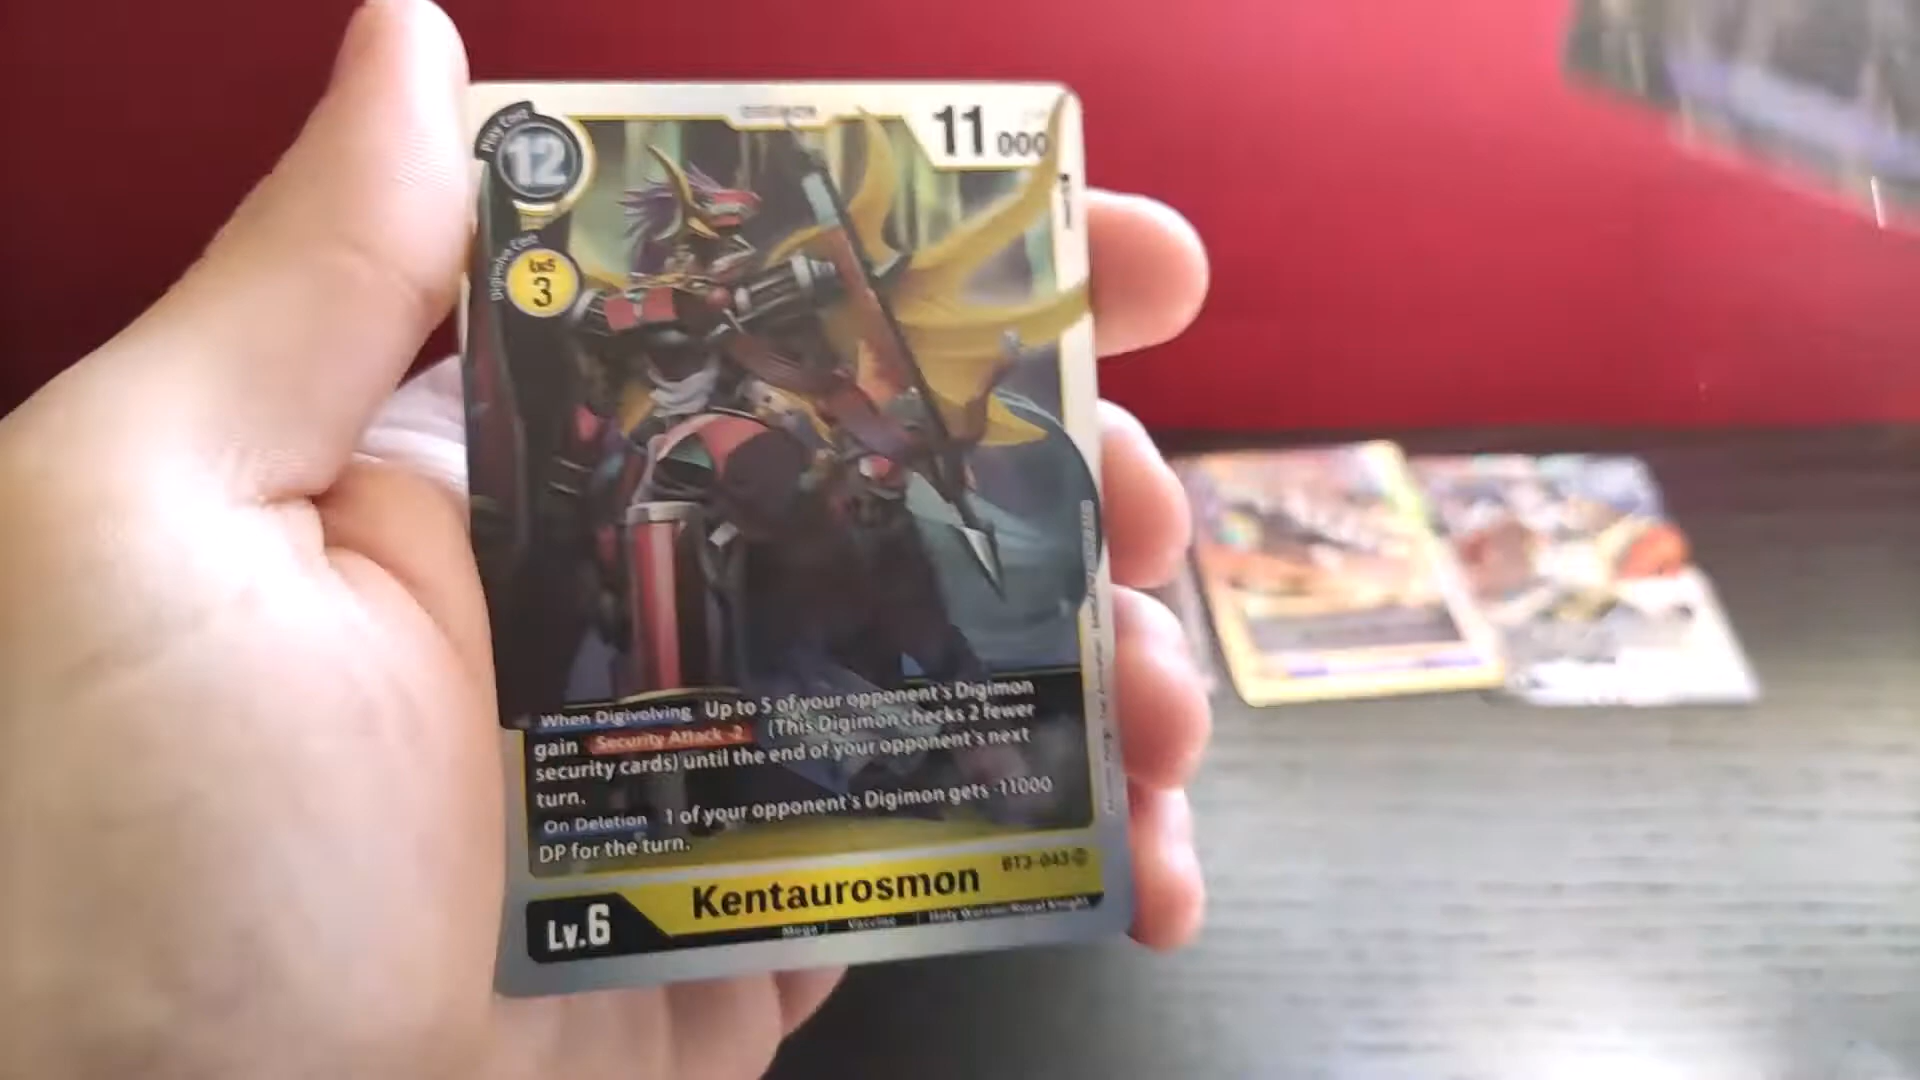 Play Cost
12
11000
Digivolve Cost
Lv.5
3
When Digivolving Up to 5 of your opponent's Digimon
gain Security Attack -2 (This Digimon checks 2 fewer
security cards) until the end of your opponent's next
turn.
On Deletion 1 of your opponent's Digimon gets -11000
DP for the turn.
BT3-043
Kentaurosmon
Lv.6
Mega | Vaccine | Holy Warrior/Royal Knight